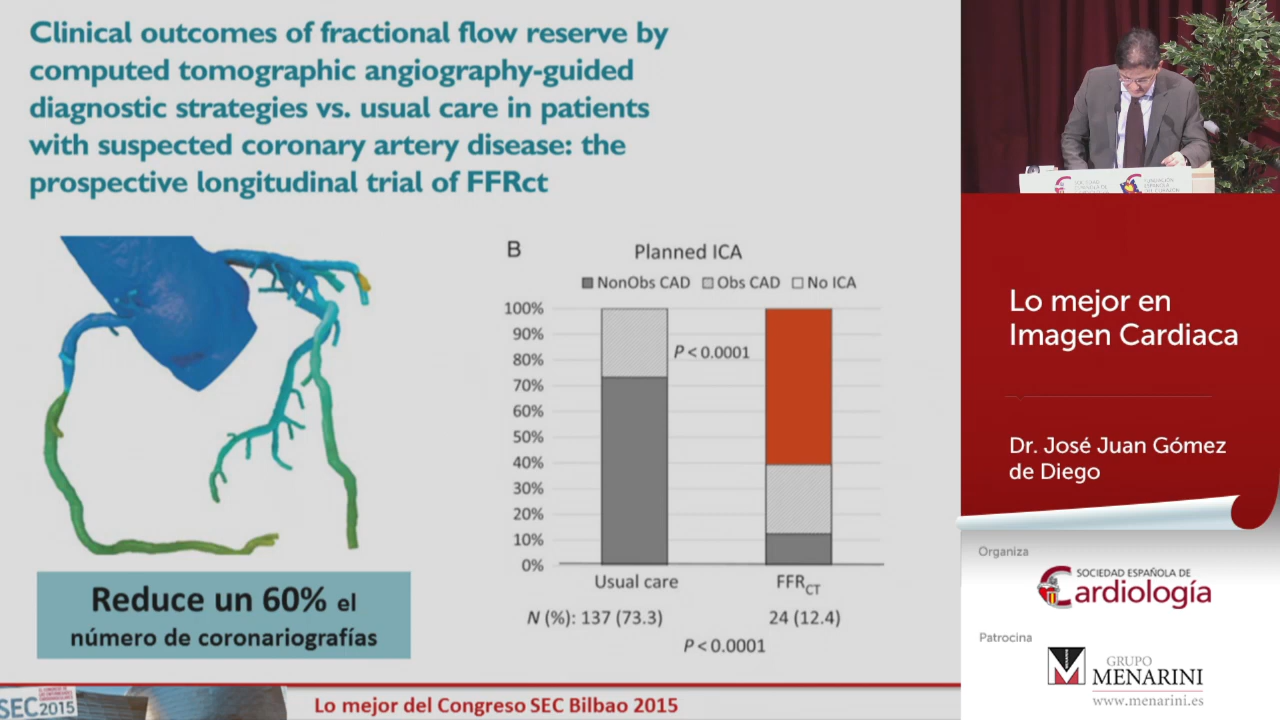 Clinical outcomes of fractional flow reserve by
computed tomographic angiography-guided
diagnostic strategies vs. usual care in patients
with suspected coronary artery disease: the
prospective longitudinal trial of FFRct
B
Planned ICA
NonObs CAD Obs CAD No ICA
100%
90%
80%
70%
60%
50%
40%
30%
20%
10%
0%
P < 0.0001
Usual care FFRCT
N (%): 137 (73.3) 24 (12.4)
P < 0.0001
Reduce un 60% el
número de coronariografías
SEC 2015
Lo mejor del Congreso SEC Bilbao 2015
Lo mejor en
Imagen Cardiaca
Dr. José Juan Gómez
de Diego
Organiza
SOCIEDAD ESPAÑOLA DE
Cardiología
Patrocina
GRUPO
MENARINI
www.menarini.es